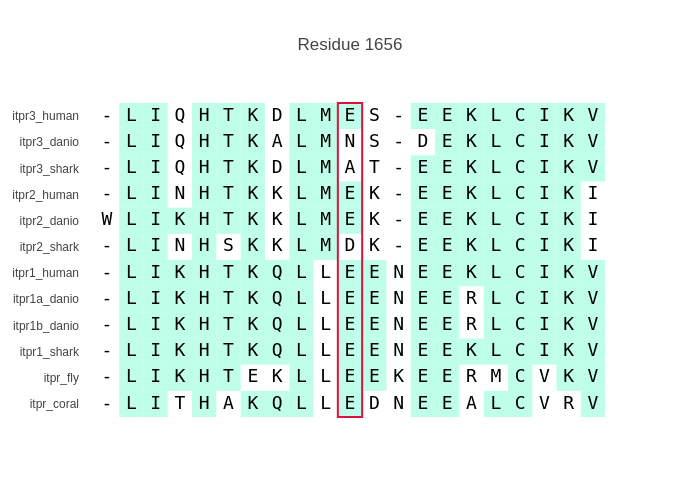 Residue 1656
itpr3_human - L I Q H T K D L M E S - E E K L C I K V
itpr3_danio - L I Q H T K A L M N S - D E K L C I K V
itpr3_shark - L I Q H T K D L M A T - E E K L C I K V
itpr2_human - L I N H T K K L M E K - E E K L C I K I
itpr2_danio W L I K H T K K L M E K - E E K L C I K I
itpr2_shark - L I N H S K K L M D K - E E K L C I K I
itpr1_human - L I K H T K Q L L E E N E E K L C I K V
itpr1a_danio - L I K H T K Q L L E E N E E R L C I K V
itpr1b_danio - L I K H T K Q L L E E N E E R L C I K V
itpr1_shark - L I K H T K Q L L E E N E E K L C I K V
itpr_fly - L I K H T E K L L E E K E E R M C V K V
itpr_coral - L I T H A K Q L L E D N E E A L C V R V